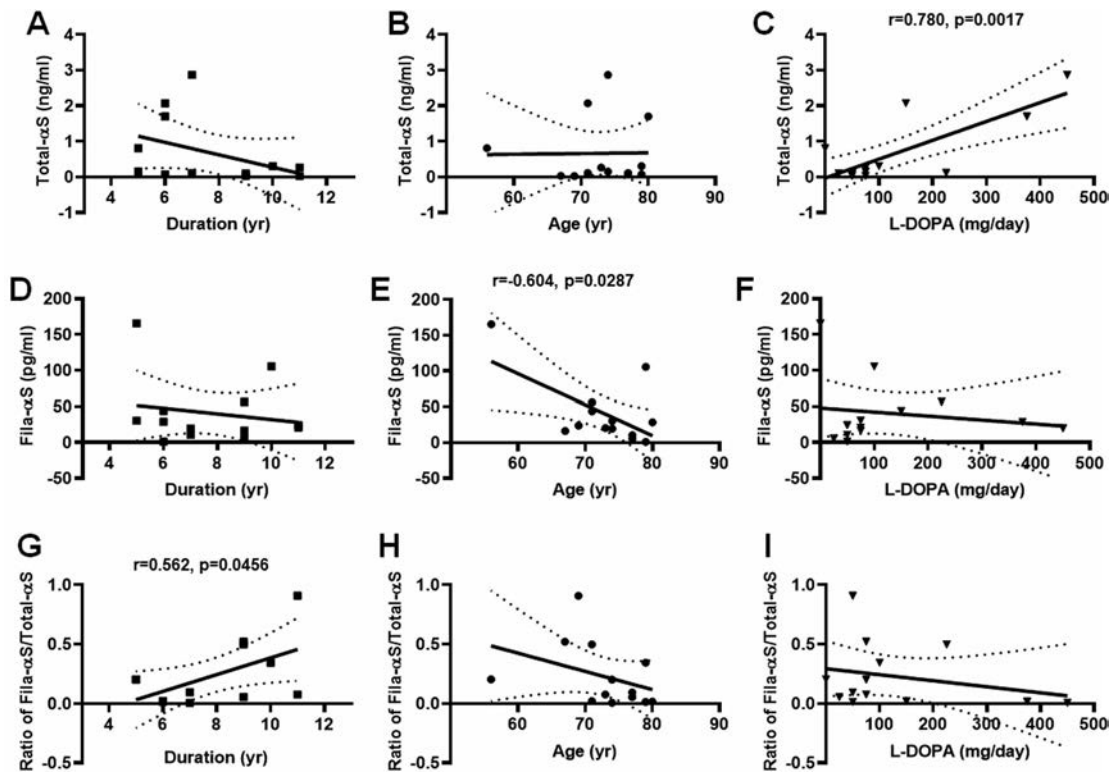 A
Total-αS (ng/ml)
4
3
2
1
0
-1
4 6 8 10 12
Duration (yr)
B
Total-αS (ng/ml)
4
3
2
1
0
-1
60 70 80 90
Age (yr)
C
r=0.780, p=0.0017
Total-αS (ng/ml)
4
3
2
1
0
-1
100 200 300 400 500
L-DOPA (mg/day)
D
Fila-αS (pg/ml)
200
150
100
50
0
-50
4 6 8 10 12
Duration (yr)
E
r=-0.604, p=0.0287
Fila-αS (pg/ml)
200
150
100
50
0
-50
60 70 80 90
Age (yr)
F
Fila-αS (pg/ml)
200
150
100
50
0
-50
100 200 300 400 500
L-DOPA (mg/day)
G
r=0.562, p=0.0456
Ratio of Fila-αS/Total-αS
1.0
0.5
0.0
-0.5
4 6 8 10 12
Duration (yr)
H
Ratio of Fila-αS/Total-αS
1.0
0.5
0.0
-0.5
60 70 80 90
Age (yr)
I
Ratio of Fila-αS/Total-αS
1.0
0.5
0.0
-0.5
100 200 300 400 500
L-DOPA (mg/day)